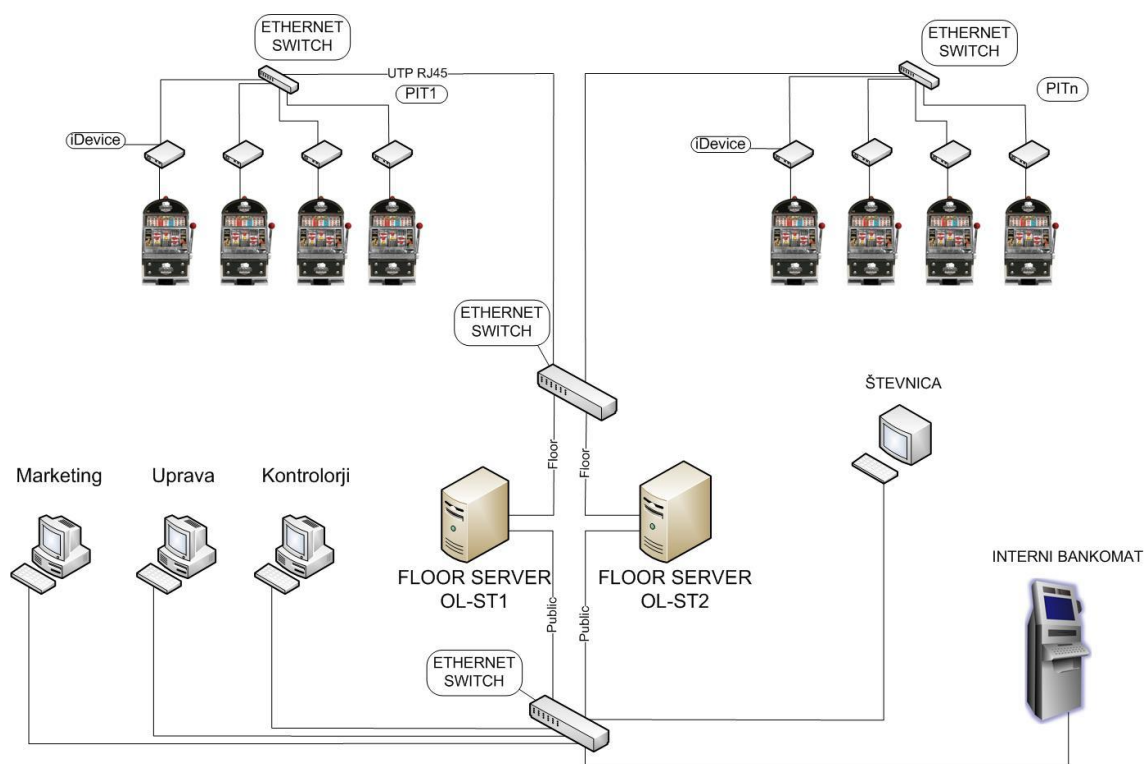 ETHERNET
SWITCH
ETHERNET
SWITCH
UTP RJ45
PIT1
PITn
iDevice
iDevice
ETHERNET
SWITCH
ŠTEVNICA
Floor
Floor
Marketing
Uprava
Kontrolorji
FLOOR SERVER
OL-ST1
FLOOR SERVER
OL-ST2
INTERNI BANKOMAT
Public
Public
ETHERNET
SWITCH